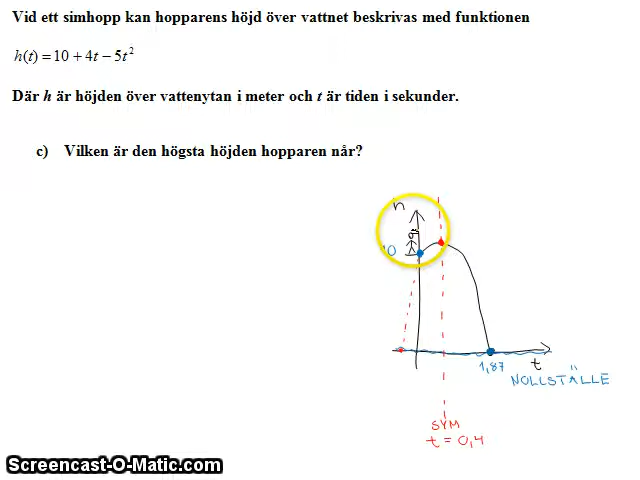 Vid ett simhopp kan hopparens höjd över vattnet beskrivas med funktionen
h(t) = 10 + 4t − 5t²
Där h är höjden över vattenytan i meter och t är tiden i sekunder.
c) Vilken är den högsta höjden hopparen når?
h
10
t
1,87
NOLLSTÄLLE
SYM
t = 0,4
Screencast-O-Matic.com